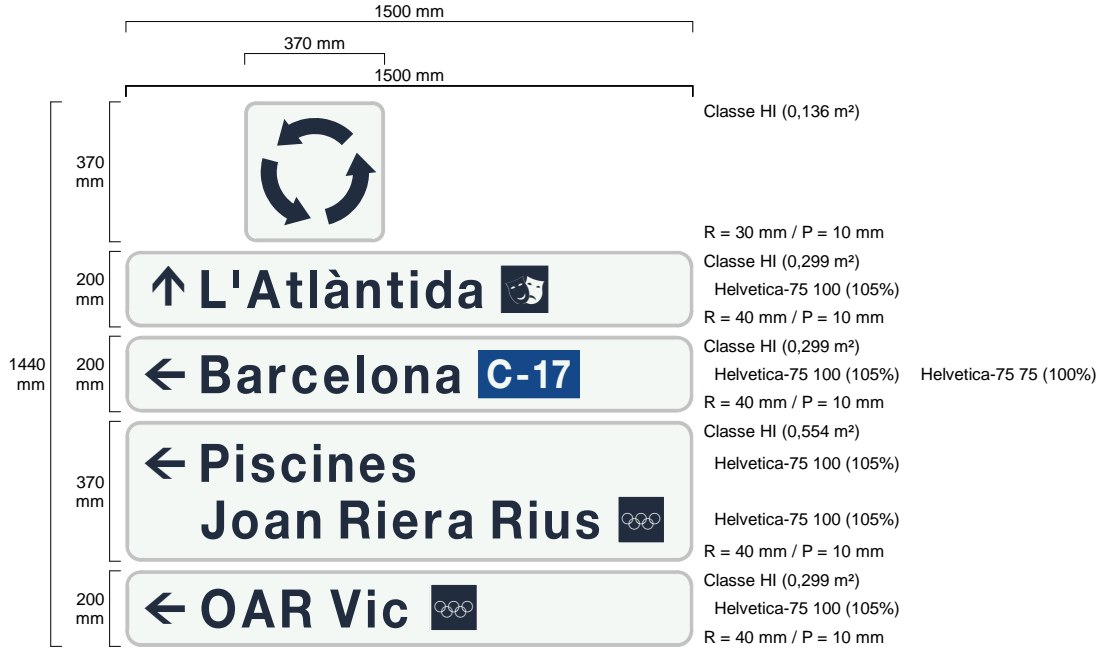 1500 mm
370 mm
1500 mm
Classe HI (0,136 m²)
370
mm
R = 30 mm / P = 10 mm
Classe HI (0,299 m²)
200
mm
L'Atlàntida
Helvetica-75 100 (105%)
R = 40 mm / P = 10 mm
1440
mm
Classe HI (0,299 m²)
200
mm
Barcelona C-17
Helvetica-75 100 (105%) Helvetica-75 75 (100%)
R = 40 mm / P = 10 mm
Classe HI (0,554 m²)
370
mm
Piscines
Helvetica-75 100 (105%)
Joan Riera Rius
Helvetica-75 100 (105%)
R = 40 mm / P = 10 mm
Classe HI (0,299 m²)
200
mm
OAR Vic
Helvetica-75 100 (105%)
R = 40 mm / P = 10 mm